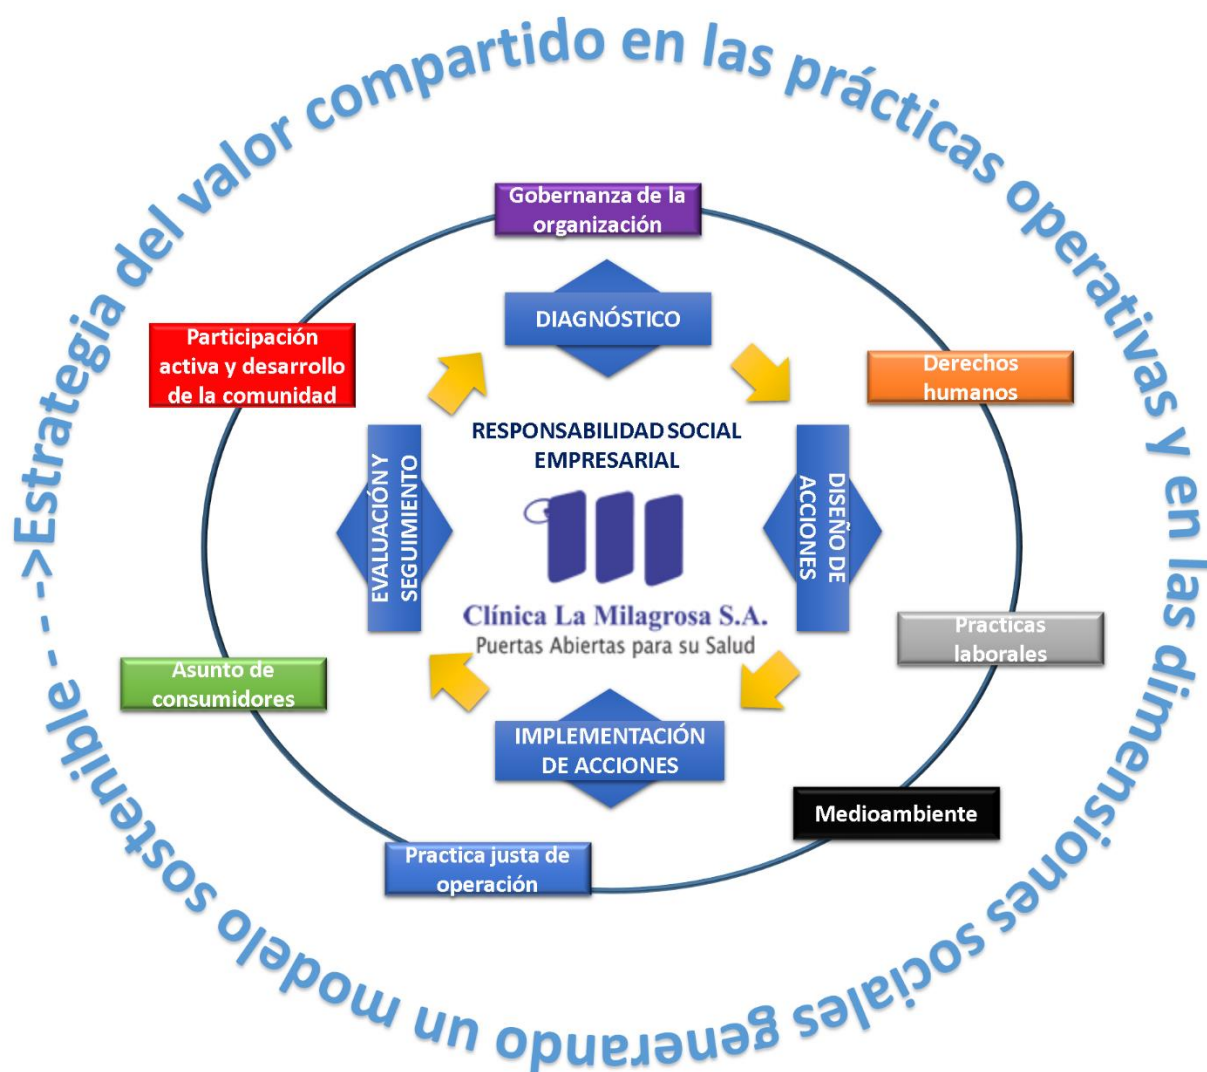 Estrategia del valor compartido en las prácticas operativas y en las dimensiones sociales generando un modelo sostenible - - ->
Gobernanza de la
organización
DIAGNÓSTICO
Participación
activa y desarrollo
de la comunidad
Derechos
humanos
RESPONSABILIDAD SOCIAL
EMPRESARIAL
EVALUACIÓN Y
SEGUIMIENTO
DISEÑO DE
ACCIONES
Clínica La Milagrosa S.A.
Puertas Abiertas para su Salud
Practicas
laborales
Asunto de
consumidores
IMPLEMENTACIÓN
DE ACCIONES
Medioambiente
Practica justa de
operación